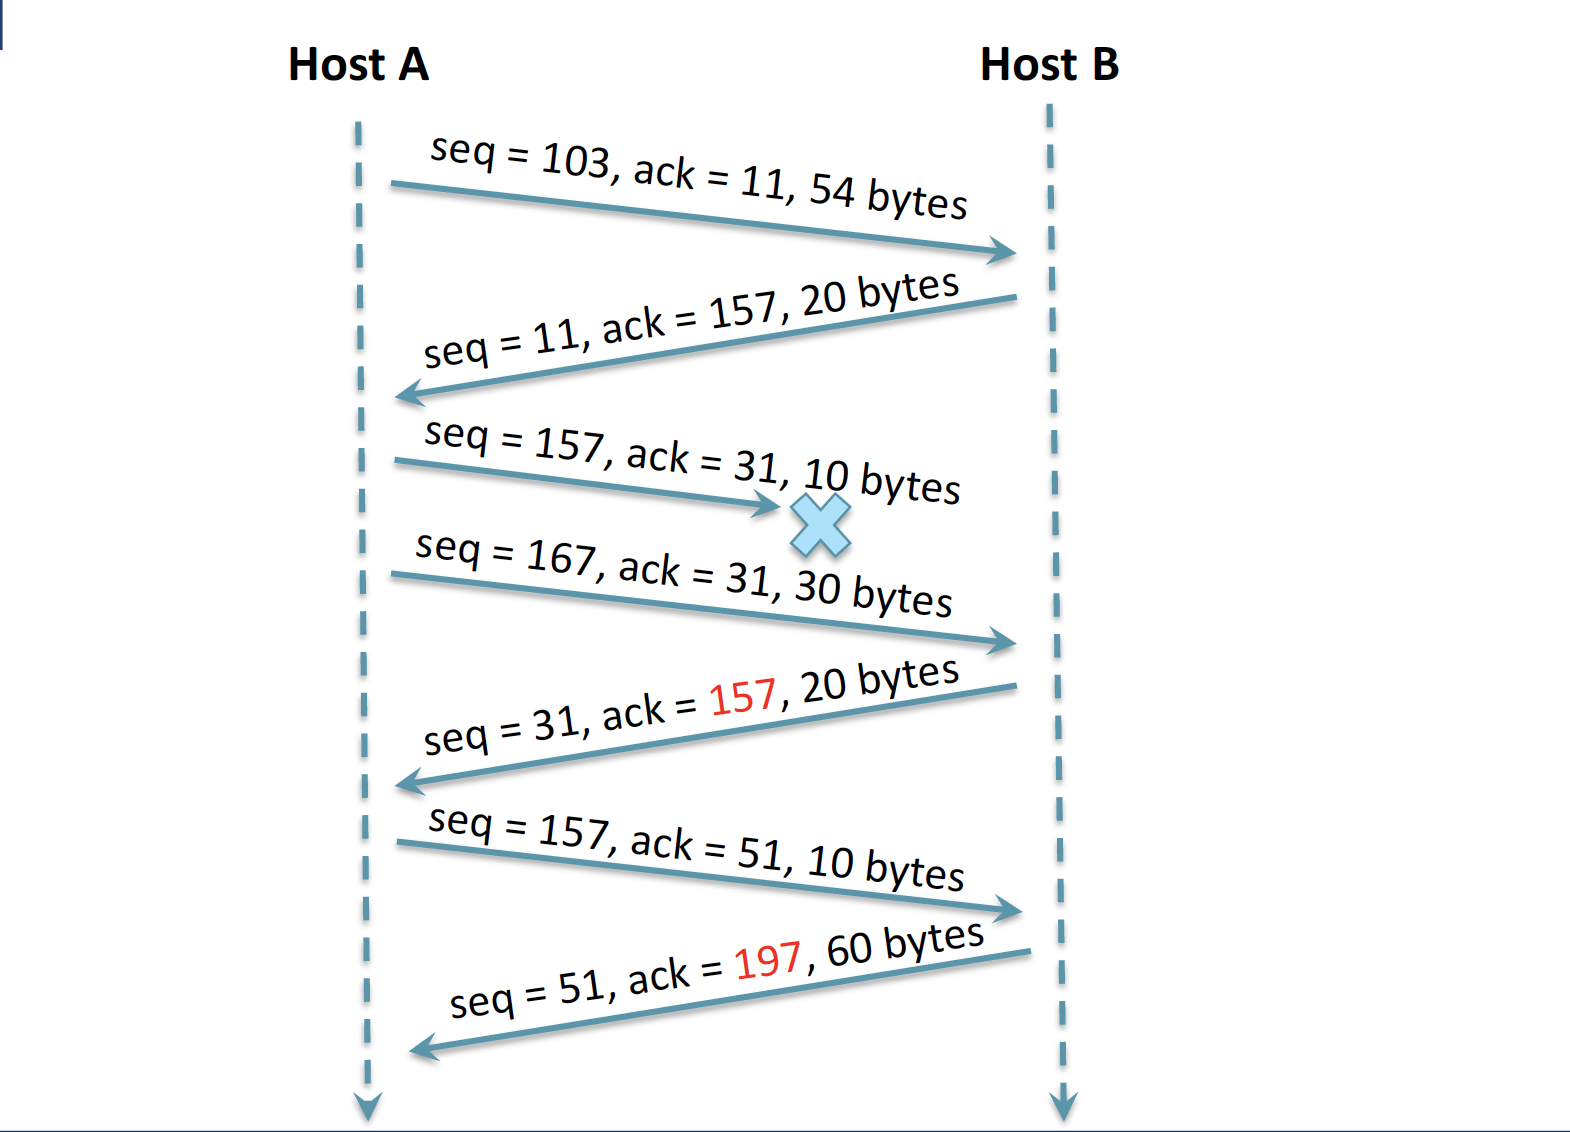 Host A
Host B
seq = 103, ack = 11, 54 bytes
seq = 11, ack = 157, 20 bytes
seq = 157, ack = 31, 10 bytes
seq = 167, ack = 31, 30 bytes
seq = 31, ack = 157, 20 bytes
seq = 157, ack = 51, 10 bytes
seq = 51, ack = 197, 60 bytes